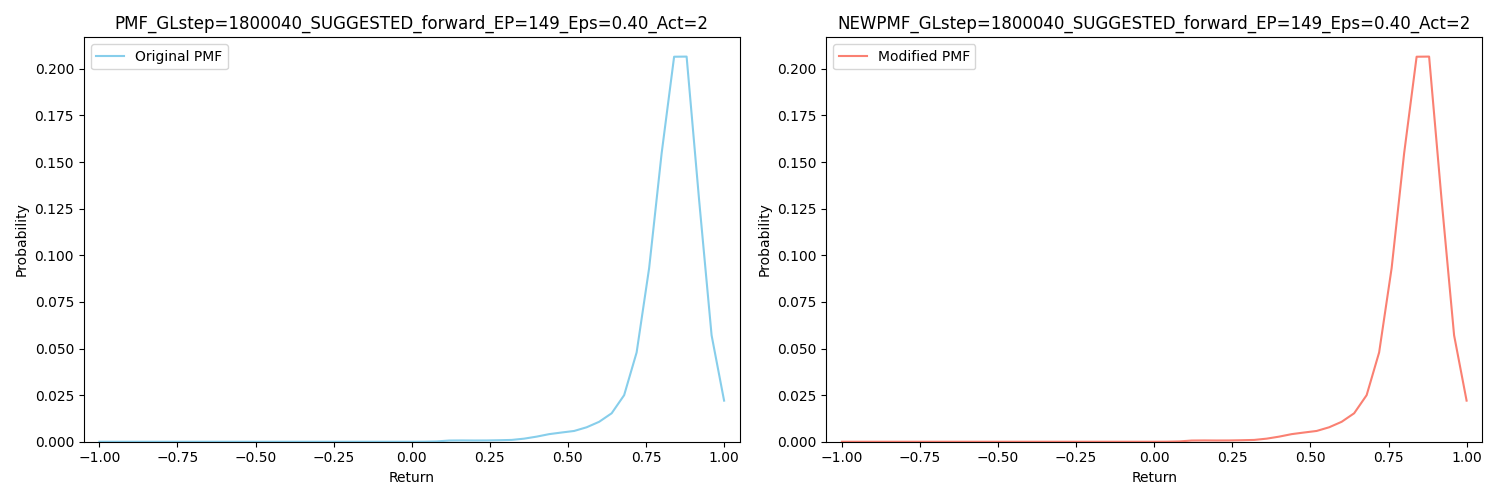 PMF_GLstep=1800040_SUGGESTED_forward_EP=149_Eps=0.40_Act=2
Original PMF
0.200
0.175
0.150
0.125
0.100
0.075
0.050
0.025
0.000
Probability
−1.00 −0.75 −0.50 −0.25 0.00 0.25 0.50 0.75 1.00
Return
NEWPMF_GLstep=1800040_SUGGESTED_forward_EP=149_Eps=0.40_Act=2
Modified PMF
0.200
0.175
0.150
0.125
0.100
0.075
0.050
0.025
0.000
Probability
−1.00 −0.75 −0.50 −0.25 0.00 0.25 0.50 0.75 1.00
Return